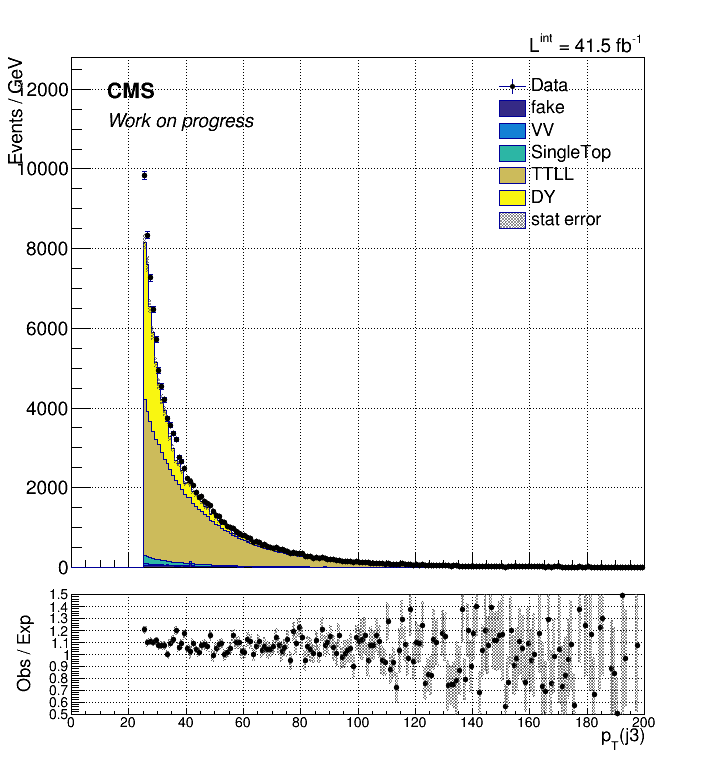 L^int = 41.5 fb^-1
Events / GeV
12000
10000
8000
6000
4000
2000
0
CMS
Work on progress
Data
fake
VV
SingleTop
TTLL
DY
stat error
Obs / Exp
1.5
1.4
1.3
1.2
1.1
1
0.9
0.8
0.7
0.6
0.5
0 20 40 60 80 100 120 140 160 180 200
p_T(j3)